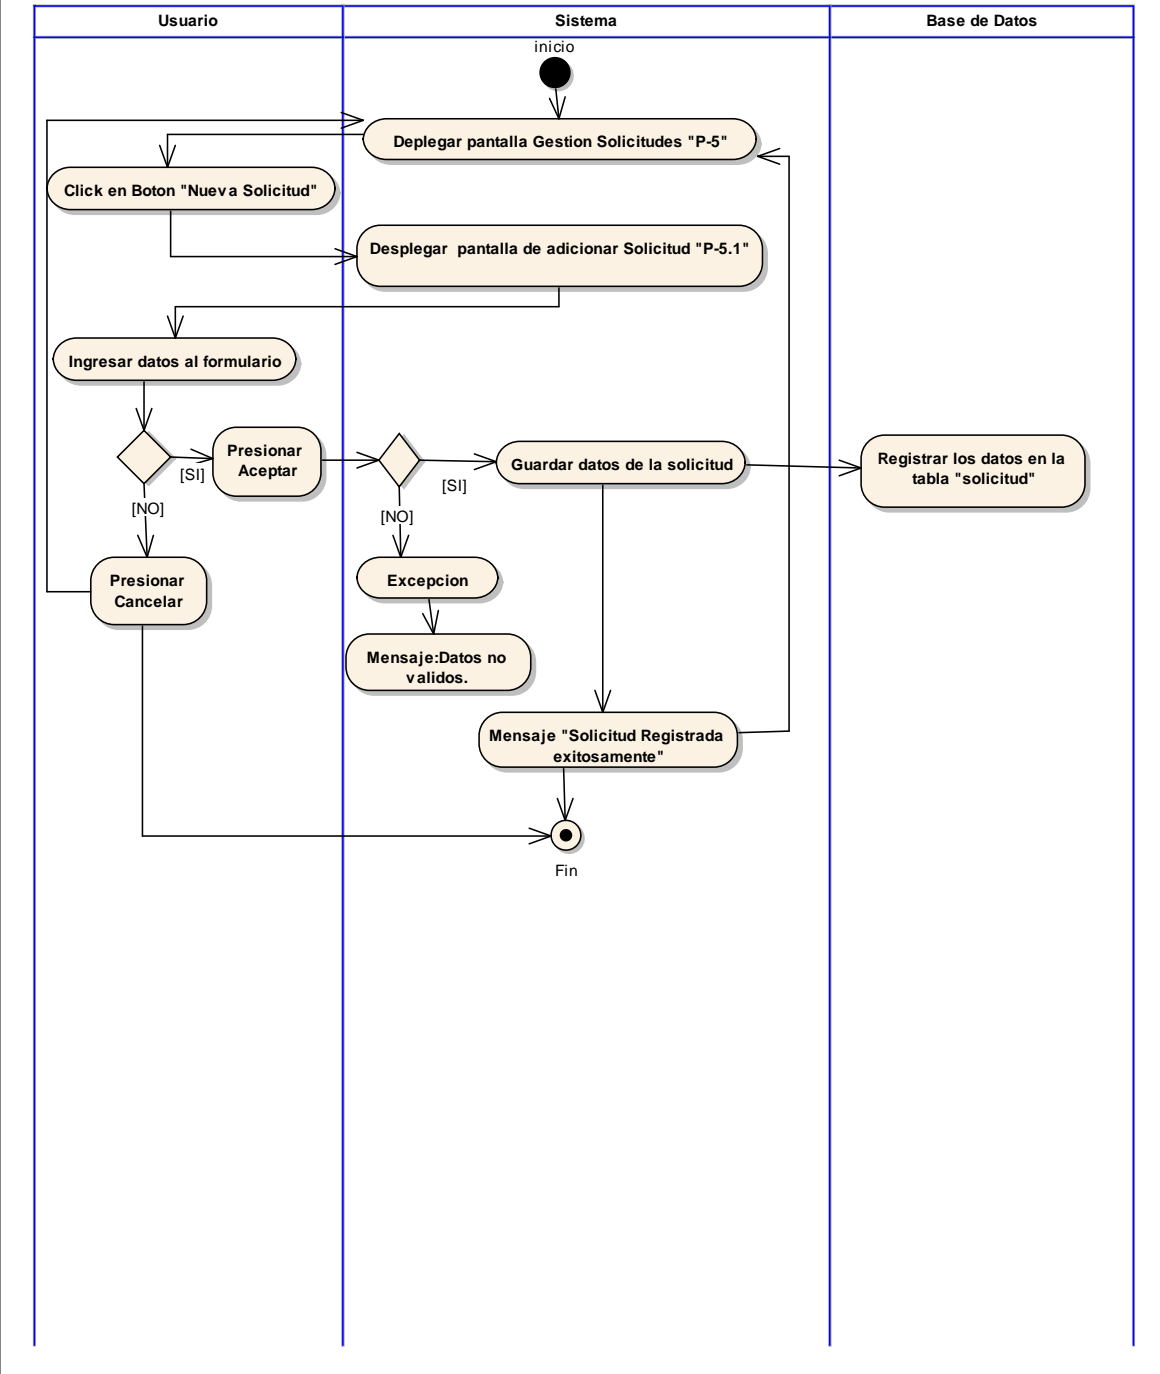 Usuario
Sistema
Base de Datos
inicio
Deplegar pantalla Gestion Solicitudes "P-5"
Click en Boton "Nueva Solicitud"
Desplegar pantalla de adicionar Solicitud "P-5.1"
Ingresar datos al formulario
Presionar
Aceptar
[SI]
[NO]
Guardar datos de la solicitud
[SI]
[NO]
Registrar los datos en la
tabla "solicitud"
Presionar
Cancelar
Excepcion
Mensaje:Datos no
validos.
Mensaje "Solicitud Registrada
exitosamente"
Fin